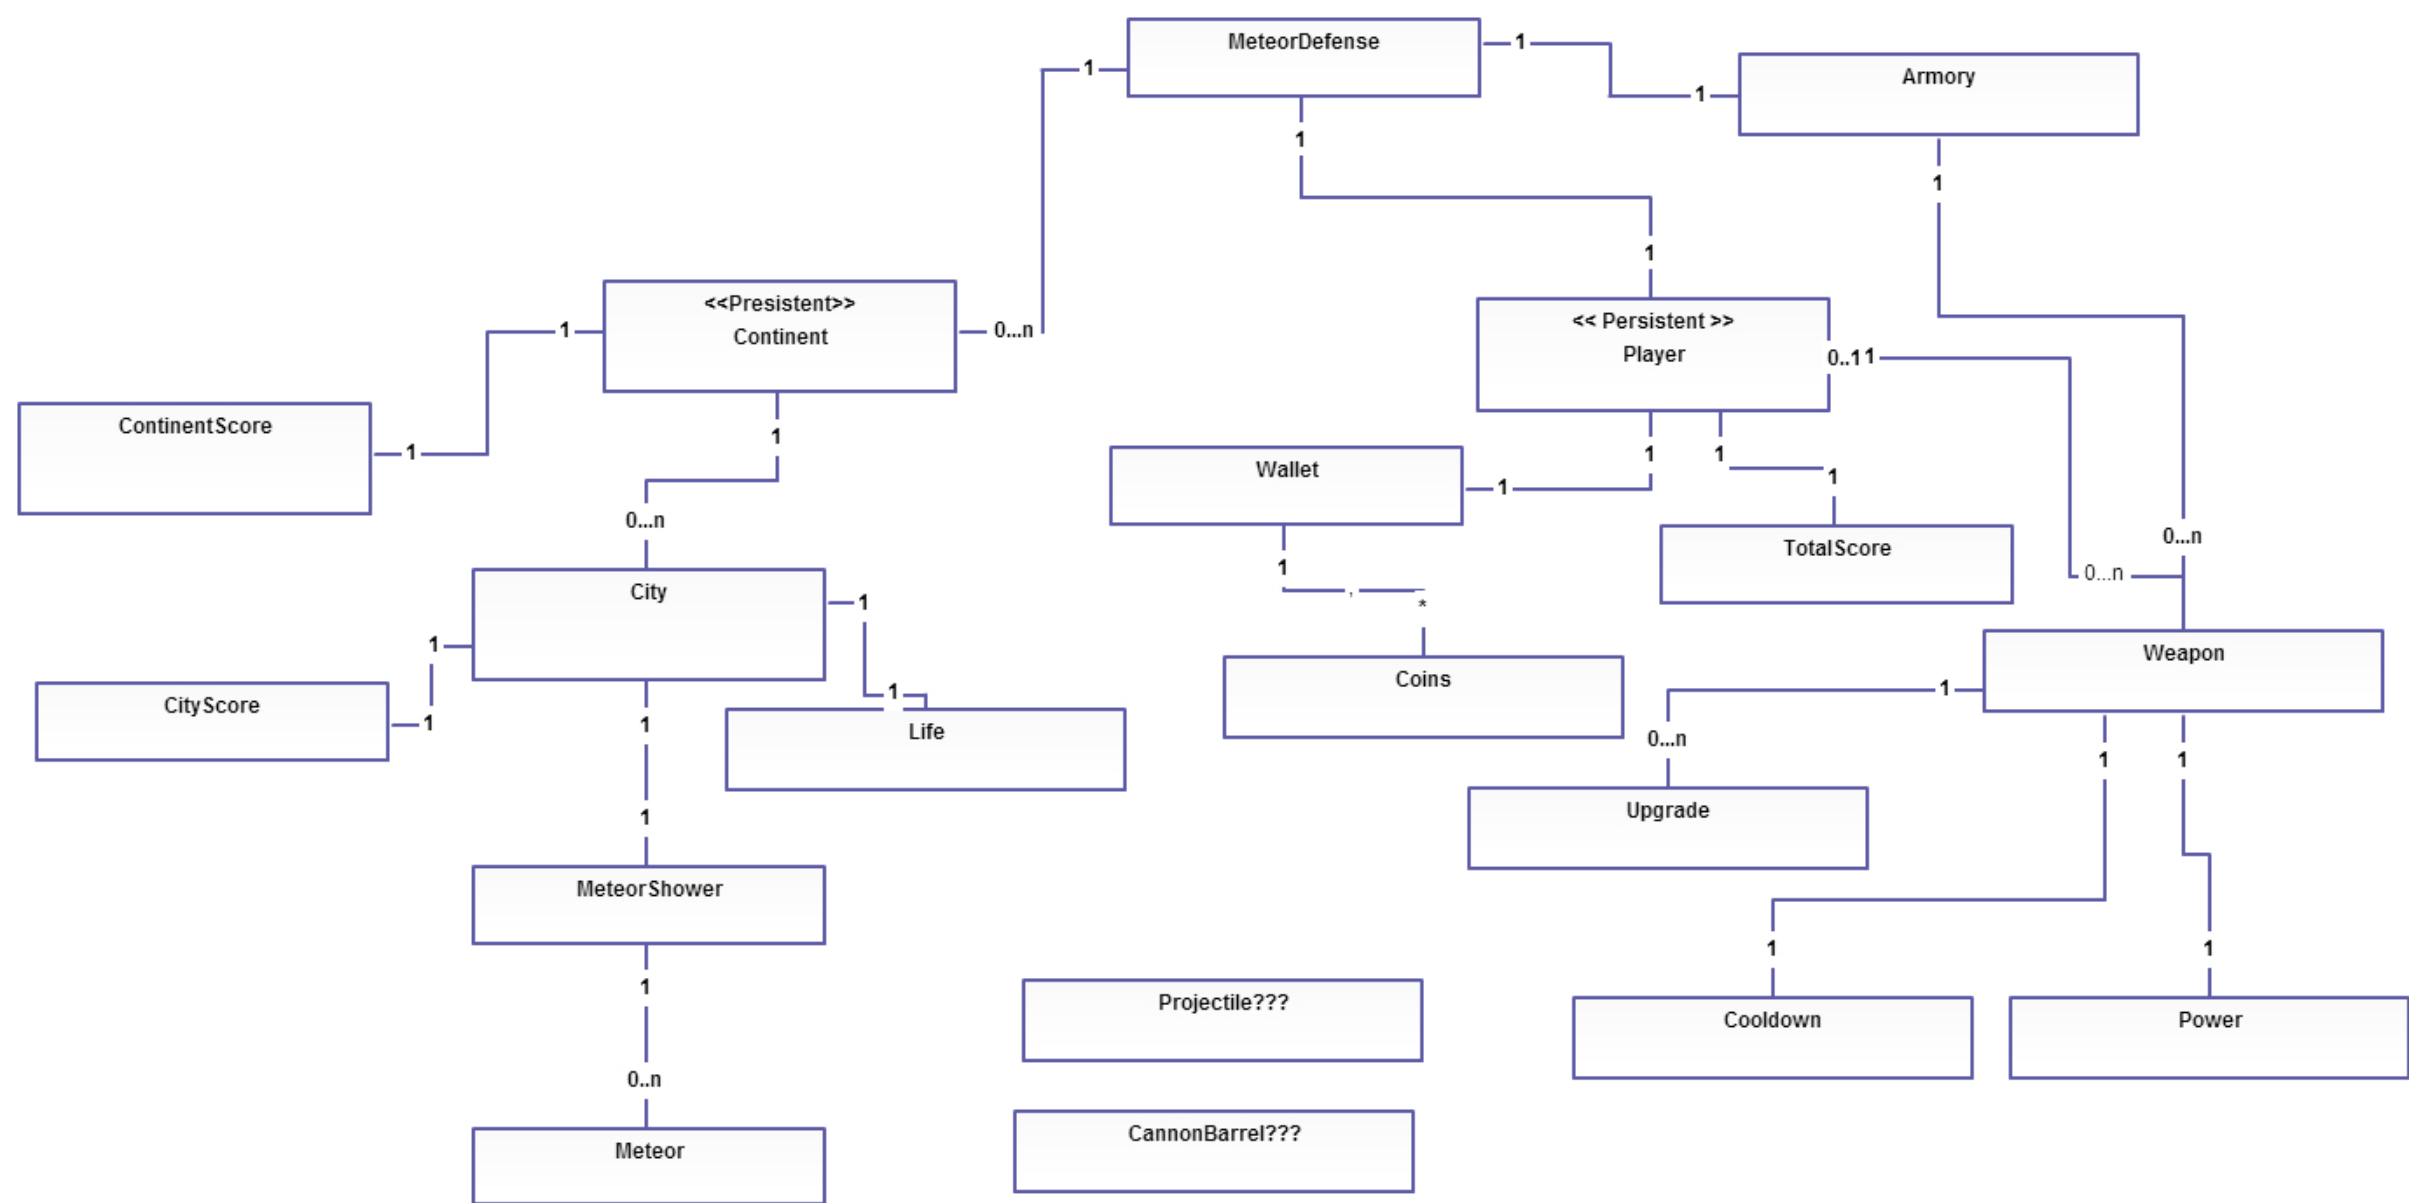 MeteorDefense
1
1
1
1
Armory
1
1
1
<<Presistent>>
Continent
1
0...n
<< Persistent >>
Player
0..11
ContinentScore
1
1
Wallet
1
1
1
1
0...n
0...n
TotalScore
1
,
*
0...n
City
1
1
CityScore
1
1
1
Life
Coins
Weapon
1
0...n
1
1
1
Upgrade
MeteorShower
1
1
1
Projectile???
Cooldown
Power
0..n
CannonBarrel???
Meteor